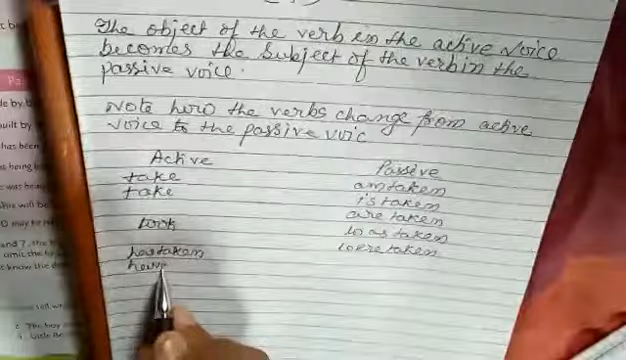 The object of the verb in the active voice
becomes the subject of the verb in the
passive voice.
Note how the verbs change from active
voice to the passive voic
Active Passive
take am taken
take is taken
are taken
took was taken
were taken
has taken
have